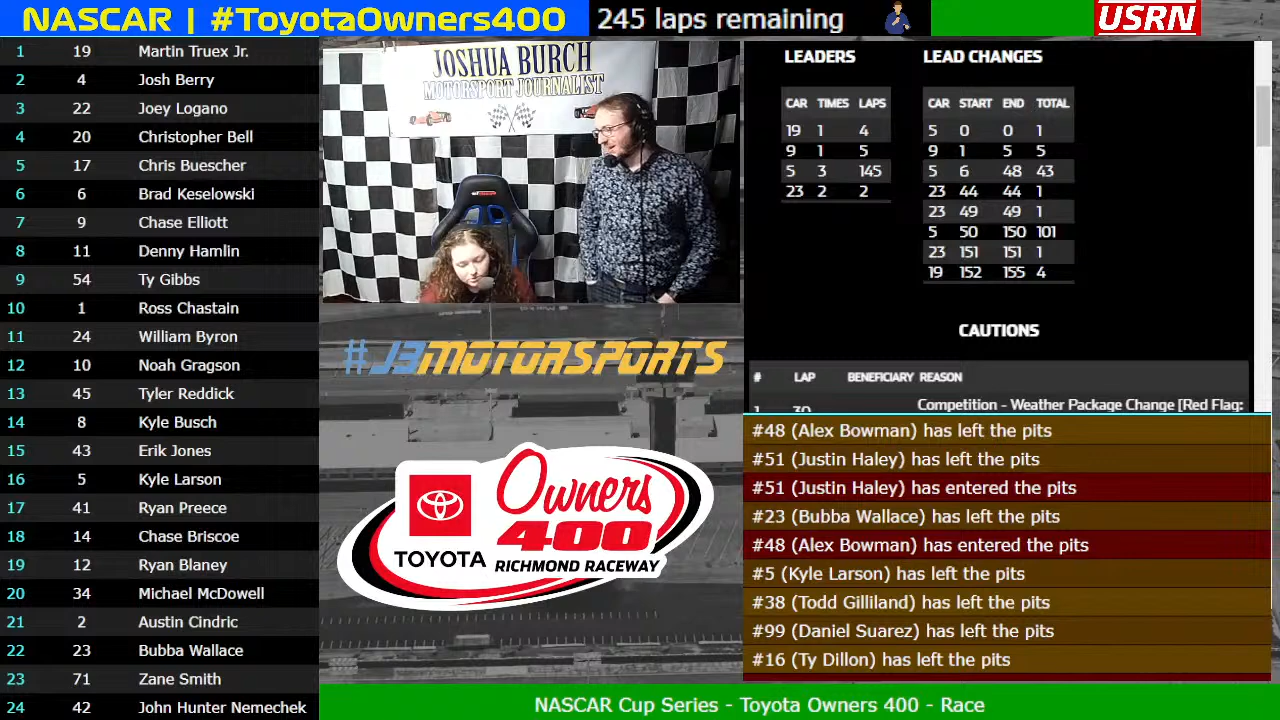 NASCAR | #ToyotaOwners400
245 laps remaining
USRN
1 19 Martin Truex Jr.
2 4 Josh Berry
3 22 Joey Logano
4 20 Christopher Bell
5 17 Chris Buescher
6 6 Brad Keselowski
7 9 Chase Elliott
8 11 Denny Hamlin
9 54 Ty Gibbs
10 1 Ross Chastain
11 24 William Byron
12 10 Noah Gragson
13 45 Tyler Reddick
14 8 Kyle Busch
15 43 Erik Jones
16 5 Kyle Larson
17 41 Ryan Preece
18 14 Chase Briscoe
19 12 Ryan Blaney
20 34 Michael McDowell
21 2 Austin Cindric
22 23 Bubba Wallace
23 71 Zane Smith
24 42 John Hunter Nemechek
JOSHUA BURCH
MOTORSPORT JOURNALIST
#JBMOTORSPORTS
Owners
400
TOYOTA
RICHMOND RACEWAY
LEADERS
CAR TIMES LAPS
19 1 4
9 1 5
5 3 145
23 2 2
LEAD CHANGES
CAR START END TOTAL
5 0 0 1
9 1 5 5
5 6 48 43
23 44 44 1
23 49 49 1
5 50 150 101
23 151 151 1
19 152 155 4
CAUTIONS
# LAP BENEFICIARY REASON
1 30 Competition - Weather Package Change [Red Flag:
#48 (Alex Bowman) has left the pits
#51 (Justin Haley) has left the pits
#51 (Justin Haley) has entered the pits
#23 (Bubba Wallace) has left the pits
#48 (Alex Bowman) has entered the pits
#5 (Kyle Larson) has left the pits
#38 (Todd Gilliland) has left the pits
#99 (Daniel Suarez) has left the pits
#16 (Ty Dillon) has left the pits
NASCAR Cup Series - Toyota Owners 400 - Race